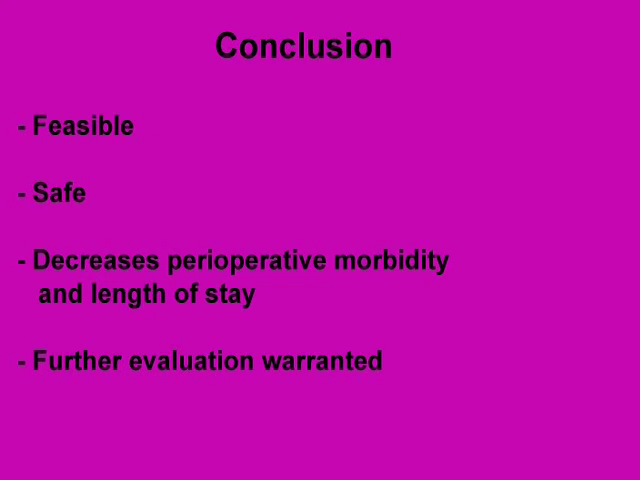 Conclusion
- Feasible
- Safe
- Decreases perioperative morbidity
and length of stay
- Further evaluation warranted